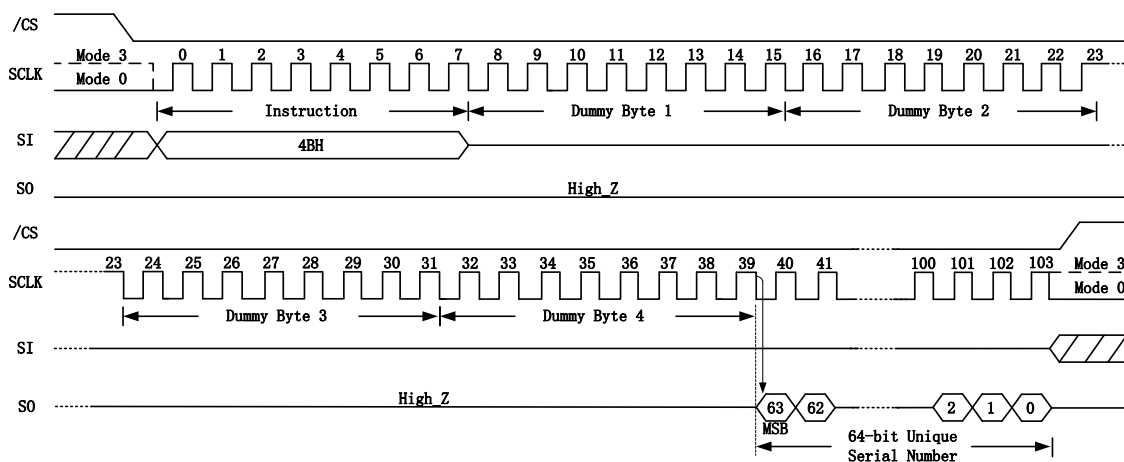 /CS
Mode 3 0 1 2 3 4 5 6 7 8 9 10 11 12 13 14 15 16 17 18 19 20 21 22 23
SCLK
Mode 0
Instruction Dummy Byte 1 Dummy Byte 2
SI 4BH
SO High_Z
/CS
23 24 25 26 27 28 29 30 31 32 33 34 35 36 37 38 39 40 41 100 101 102 103 Mode 3
SCLK
Mode 0
Dummy Byte 3 Dummy Byte 4
SI
SO High_Z 63 62 2 1 0
MSB
64-bit Unique
Serial Number